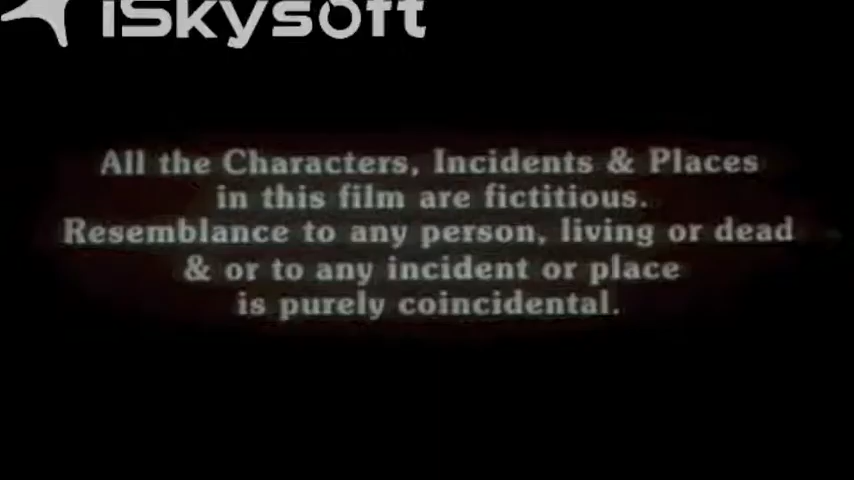 iSkysoft
All the Characters, Incidents & Places
in this film are fictitious.
Resemblance to any person, living or dead
& or to any incident or place
is purely coincidental.